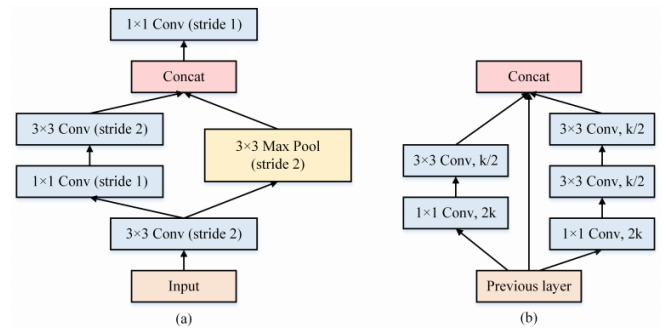 1×1 Conv (stride 1)
Concat
3×3 Conv (stride 2)
3×3 Max Pool
(stride 2)
1×1 Conv (stride 1)
3×3 Conv (stride 2)
Input
(a)
Concat
3×3 Conv, k/2
3×3 Conv, k/2
3×3 Conv, k/2
1×1 Conv, 2k
1×1 Conv, 2k
Previous layer
(b)